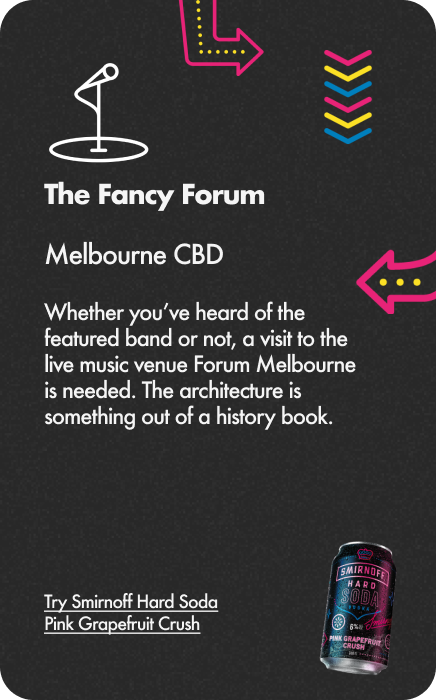 The Fancy Forum
Melbourne CBD
Whether you've heard of the
featured band or not, a visit to the
live music venue Forum Melbourne
is needed. The architecture is
something out of a history book.
Try Smirnoff Hard Soda
Pink Grapefruit Crush
SMIRNOFF
HARD
SODA
VODKA
6%
PINK GRAPEFRUIT
CRUSH